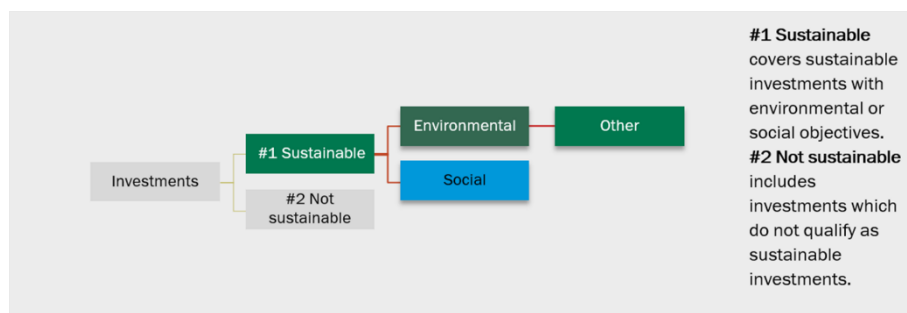 Investments
#1 Sustainable
#2 Not
sustainable
Environmental
Social
Other
#1 Sustainable
covers sustainable
investments with
environmental or
social objectives.
#2 Not sustainable
includes
investments which
do not qualify as
sustainable
investments.